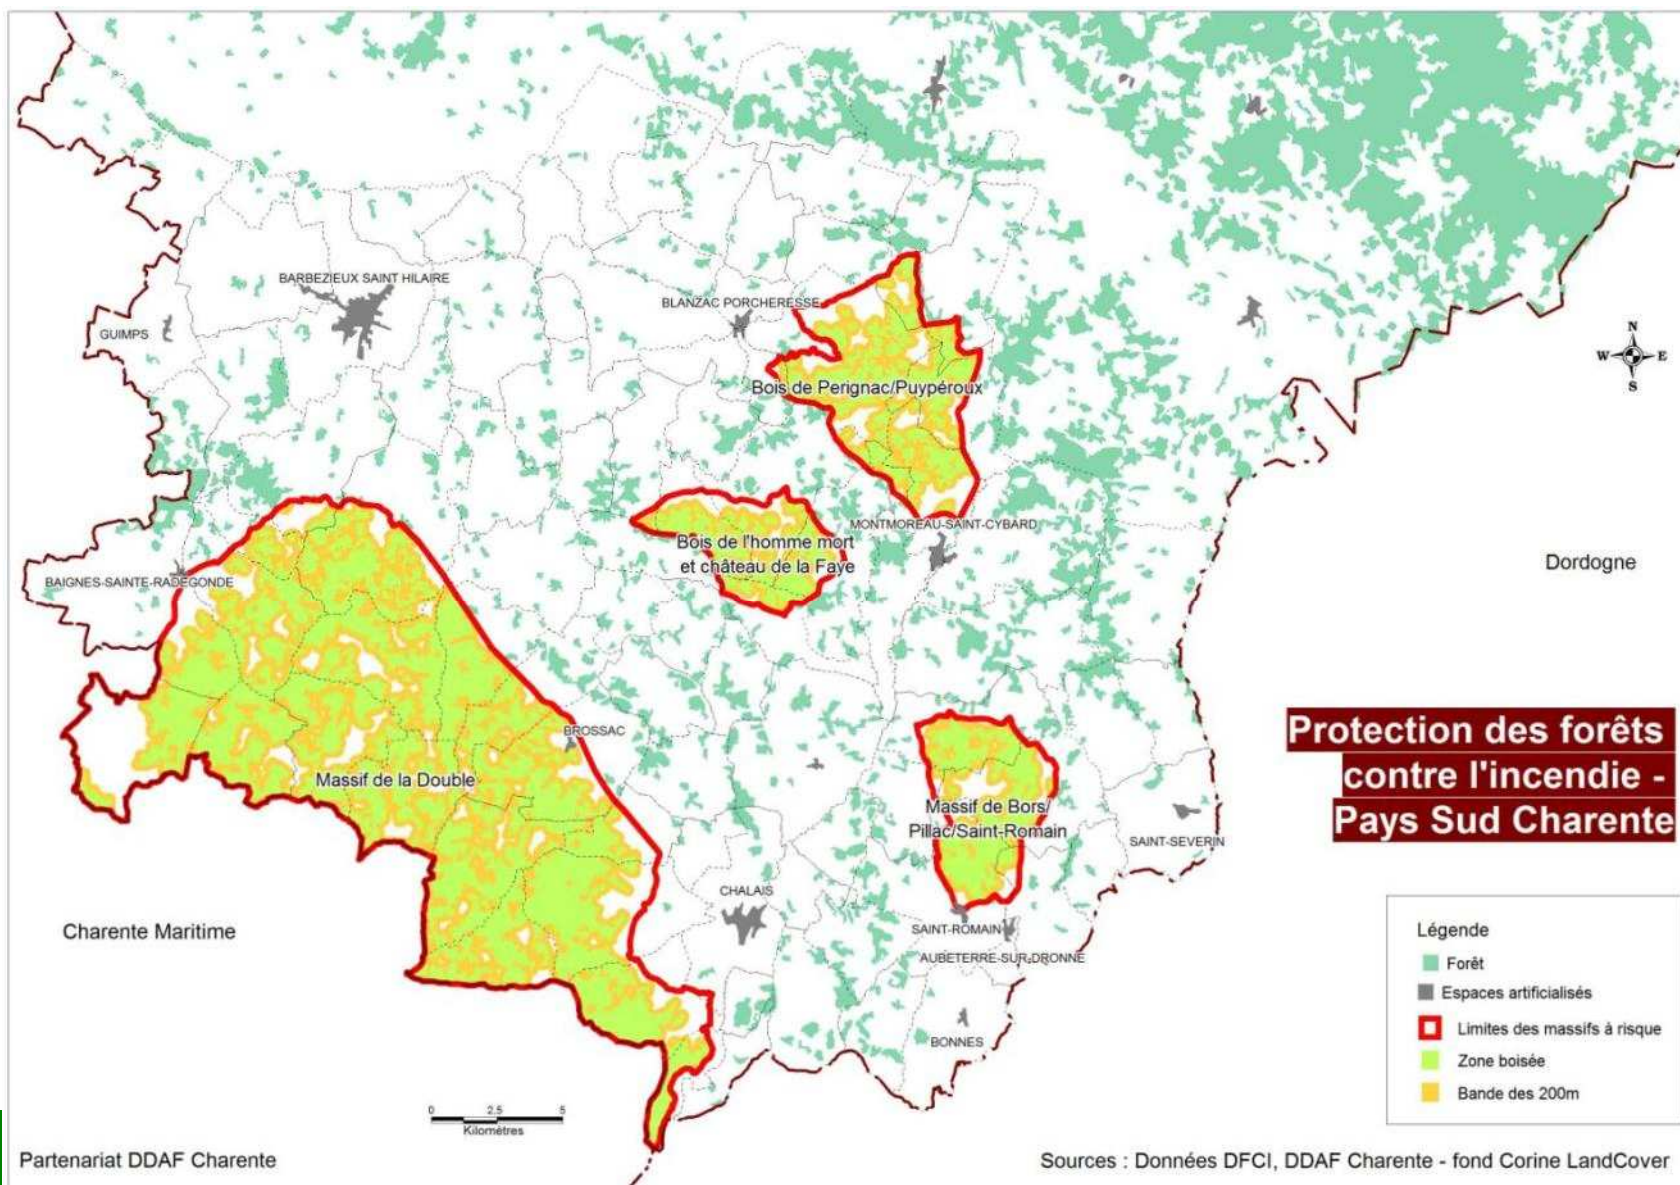 BARBEZIEUX SAINT HILAIRE
GUIMPS
BLANZAC PORCHERESSE
N
W E
S
Bois de Perignac/Puypéroux
MONTMOREAU-SAINT-CYBARD
Bois de l'homme mort
et château de la Faye
BAIGNES-SAINTE-RADEGONDE
Dordogne
BROSSAC
Massif de la Double
Protection des forêts
contre l'incendie -
Pays Sud Charente
Massif de Bors/
Pillac/Saint-Romain
SAINT-SEVERIN
CHALAIS
Charente Maritime
SAINT-ROMAIN
AUBETERRE-SUR-DRONNE
BONNES
Légende
Forêt
Espaces artificialisés
Limites des massifs à risque
Zone boisée
Bande des 200m
0 2,5 5
Kilomètres
Partenariat DDAF Charente
Sources : Données DFCI, DDAF Charente - fond Corine LandCover